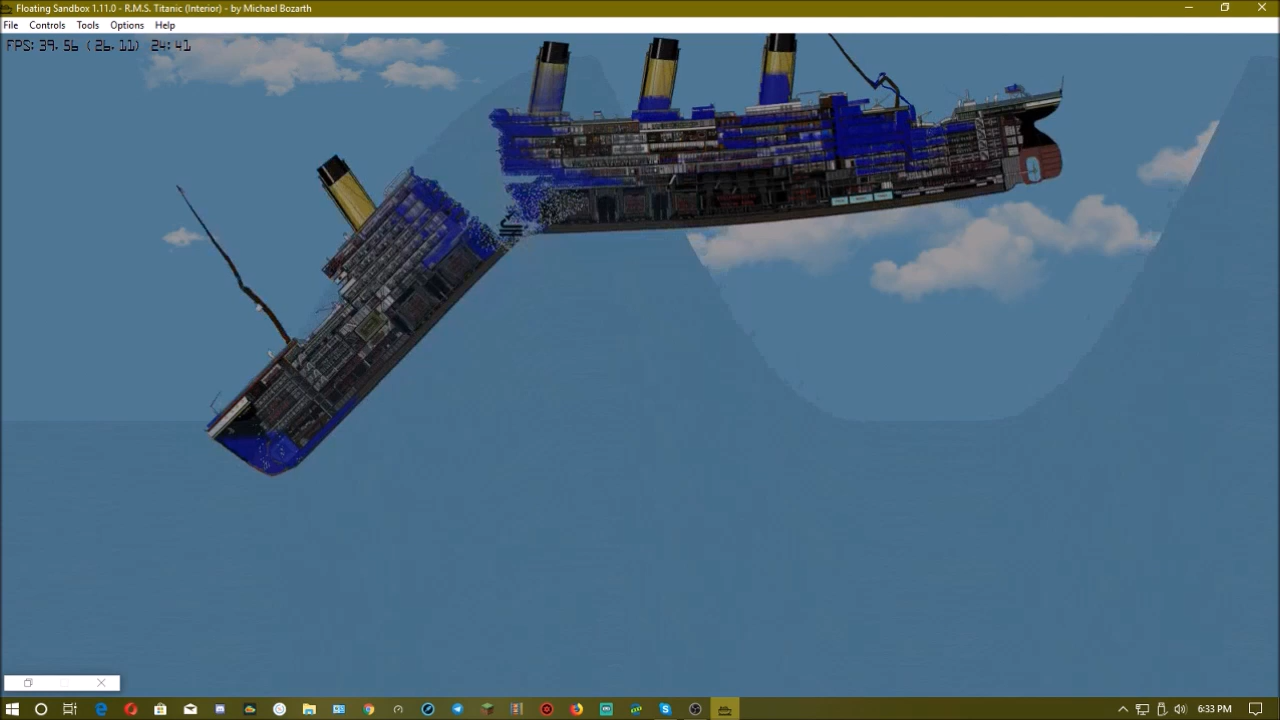 Floating Sandbox 1.11.0 - R.M.S. Titanic (Interior) - by Michael Bozarth
File Controls Tools Options Help
FPS: 39.56 (26.11) 24:41
6:33 PM